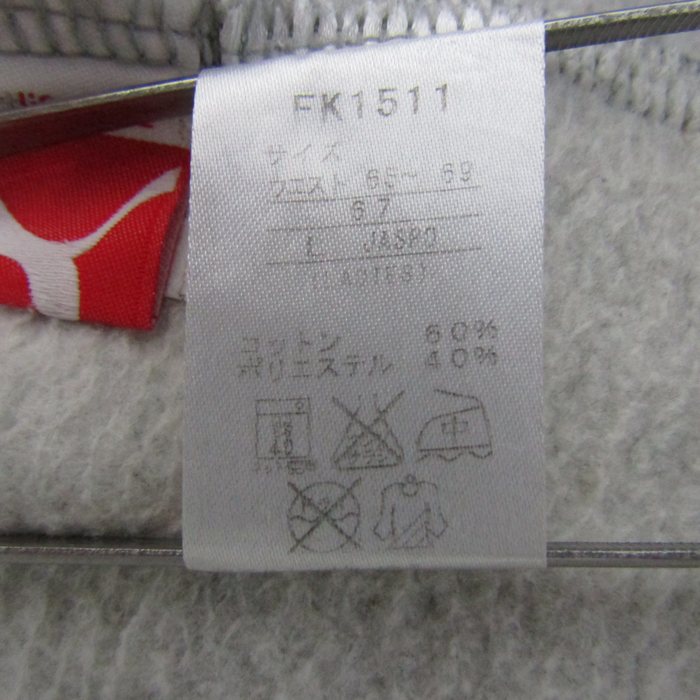 FK1511
サイズ
ウエスト 65~ 69
67
L JASPO
(LADIES)
コットン 60%
ポリエステル 40%
中